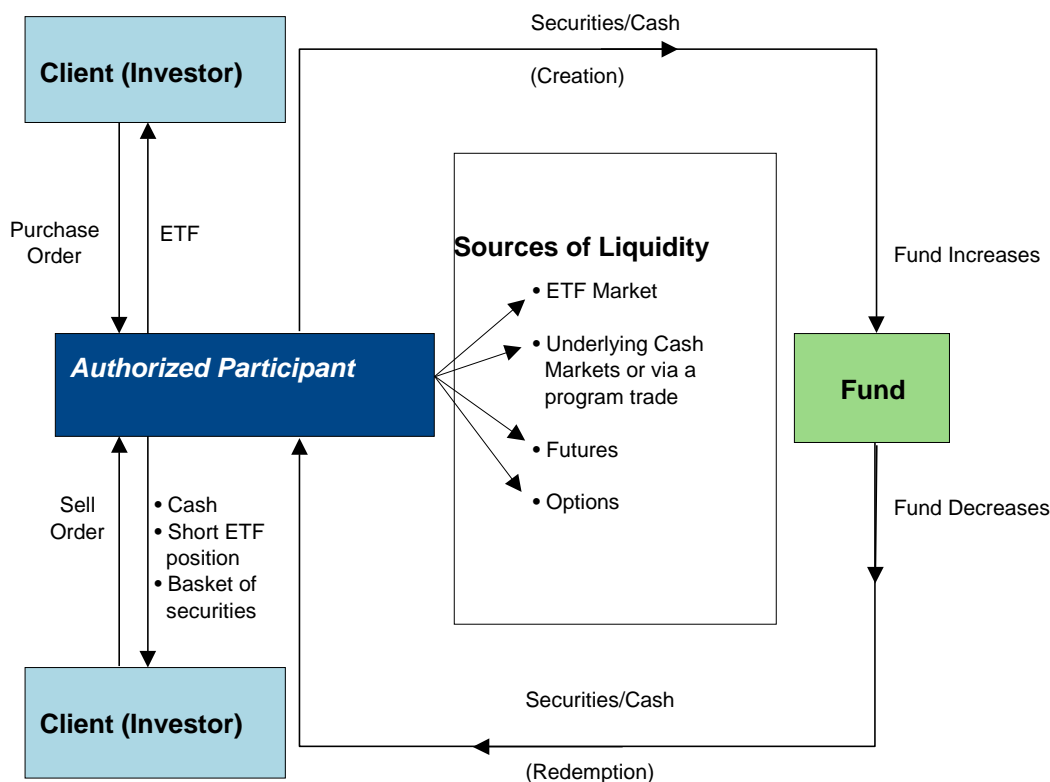 Securities/Cash
Client (Investor)
(Creation)
Purchase
Order
ETF
Sources of Liquidity
Fund Increases
• ETF Market
• Underlying Cash
Markets or via a
program trade
Authorized Participant
Fund
• Futures
• Options
Sell
Order
• Cash
• Short ETF
position
• Basket of
securities
Fund Decreases
Client (Investor)
Securities/Cash
(Redemption)